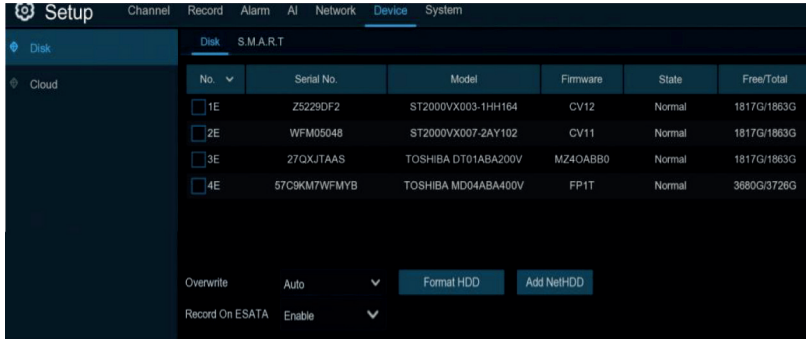 Setup Channel Record Alarm AI Network Device System
Disk
Cloud
Disk S.M.A.R.T
No. Serial No. Model Firmware State Free/Total
1E Z5229DF2 ST2000VX003-1HH164 CV12 Normal 1817G/1863G
2E WFM05048 ST2000VX007-2AY102 CV11 Normal 1817G/1863G
3E 27QXJTAAS TOSHIBA DT01ABA200V MZ4OABB0 Normal 1817G/1863G
4E 57C9KM7WFMYB TOSHIBA MD04ABA400V FP1T Normal 3680G/3726G
Overwrite Auto Format HDD Add NetHDD
Record On ESATA Enable